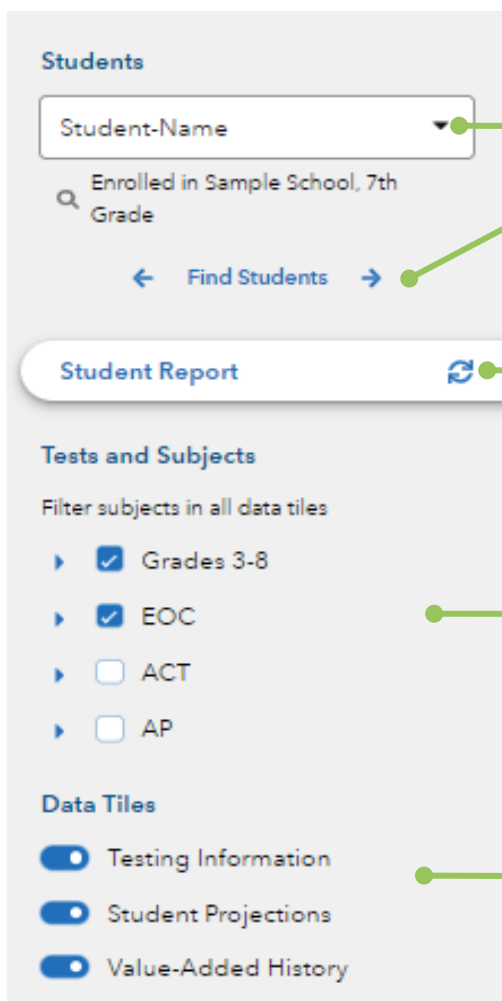 Students
Student-Name
Enrolled in Sample School, 7th
Grade
Find Students
Student Report
Tests and Subjects
Filter subjects in all data tiles
Grades 3-8
EOC
ACT
AP
Data Tiles
Testing Information
Student Projections
Value-Added History